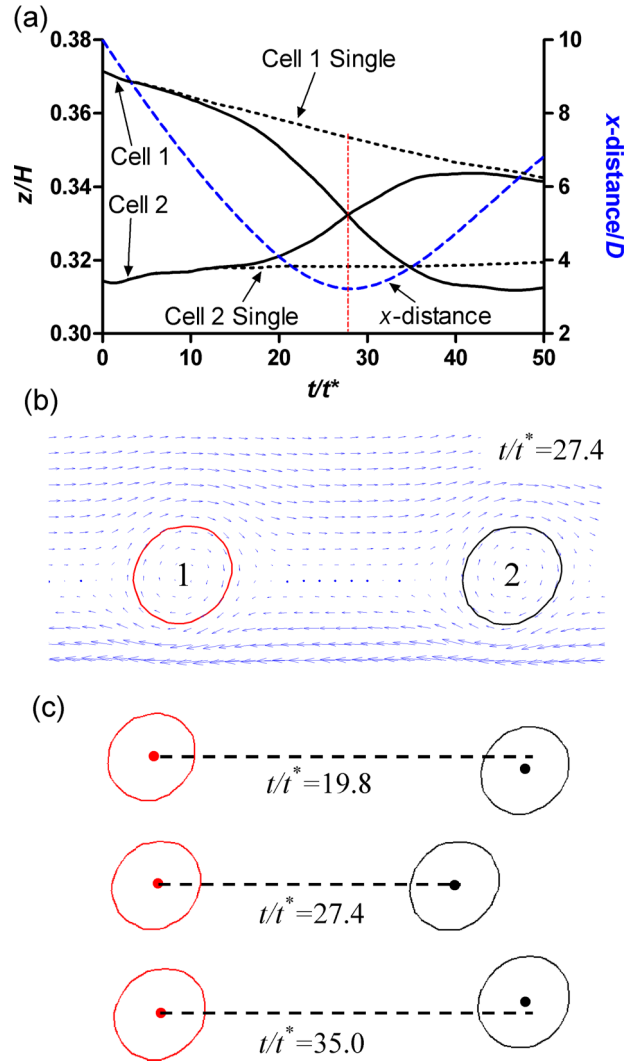 (a)
0.38
0.36
0.34
0.32
0.30
z/H
10
8
6
4
2
x-distance/D
Cell 1 Single
Cell 1
Cell 2
Cell 2 Single
x-distance
0 10 20 30 40 50
t/t*
(b)
t/t*=27.4
1 2
(c)
t/t*=19.8
t/t*=27.4
t/t*=35.0